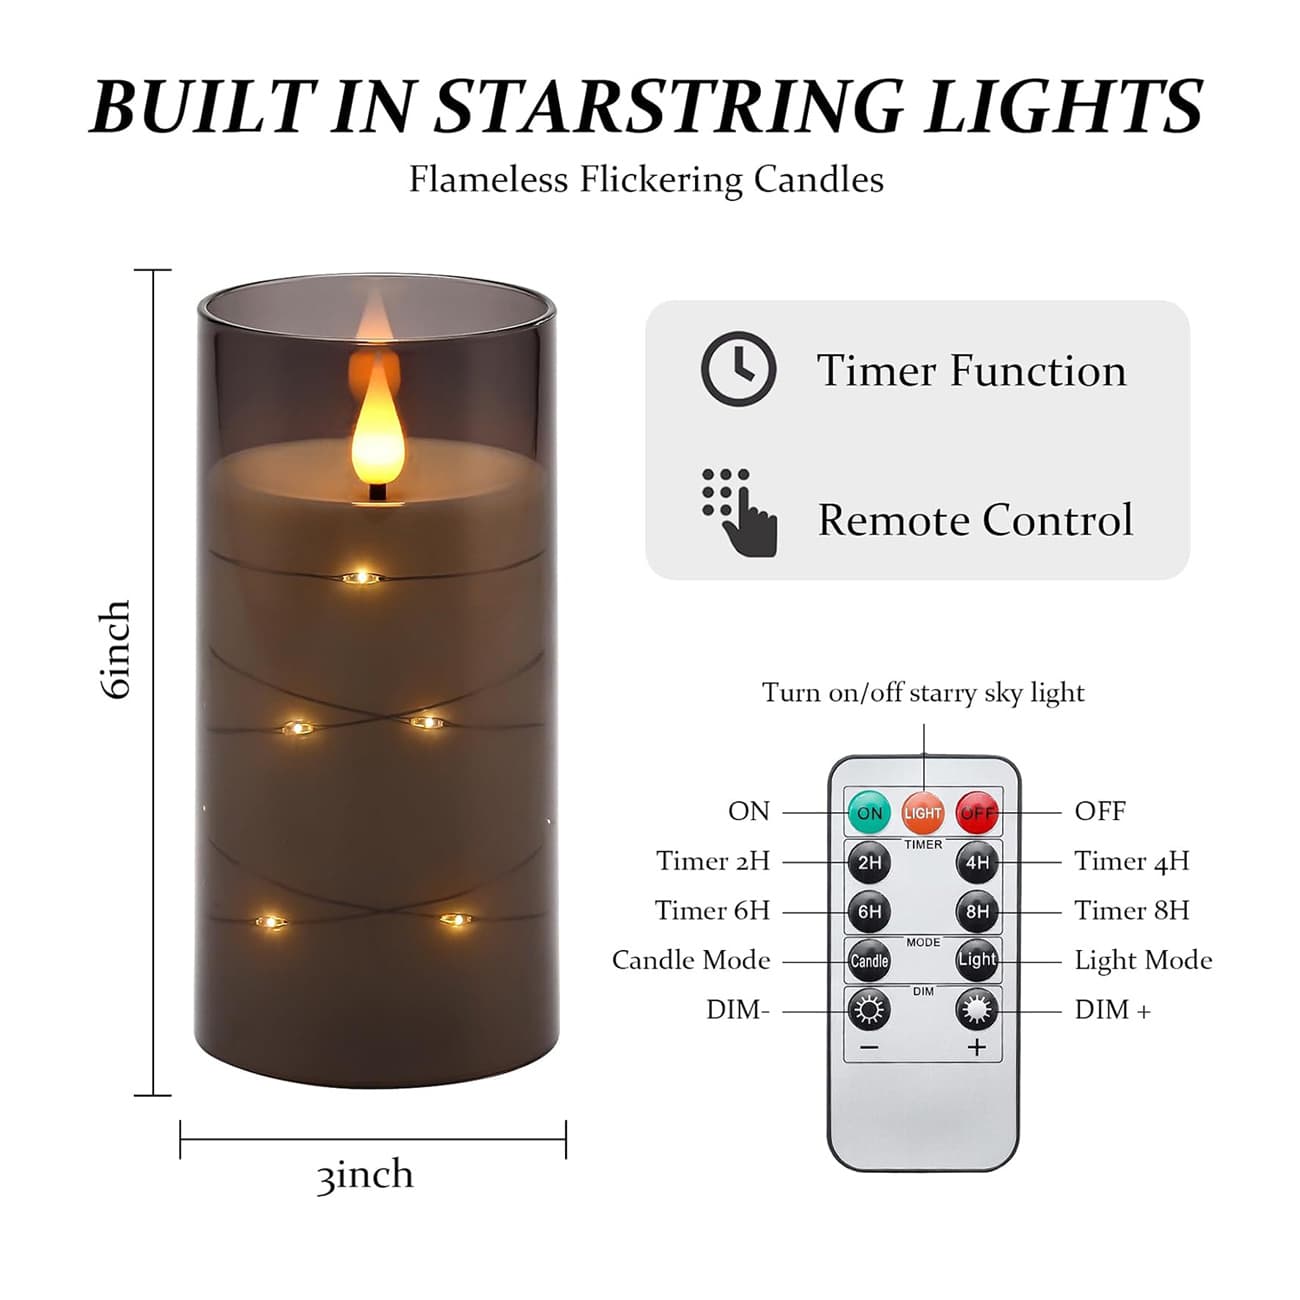 BUILT IN STARSTRING LIGHTS
Flameless Flickering Candles
Timer Function
Remote Control
6inch
3inch
Turn on/off starry sky light
ON
OFF
Timer 2H
Timer 4H
Timer 6H
Timer 8H
Candle Mode
Light Mode
DIM-
DIM +
ON LIGHT OFF
TIMER
2H 4H
6H 8H
MODE
Candle Light
DIM
− +